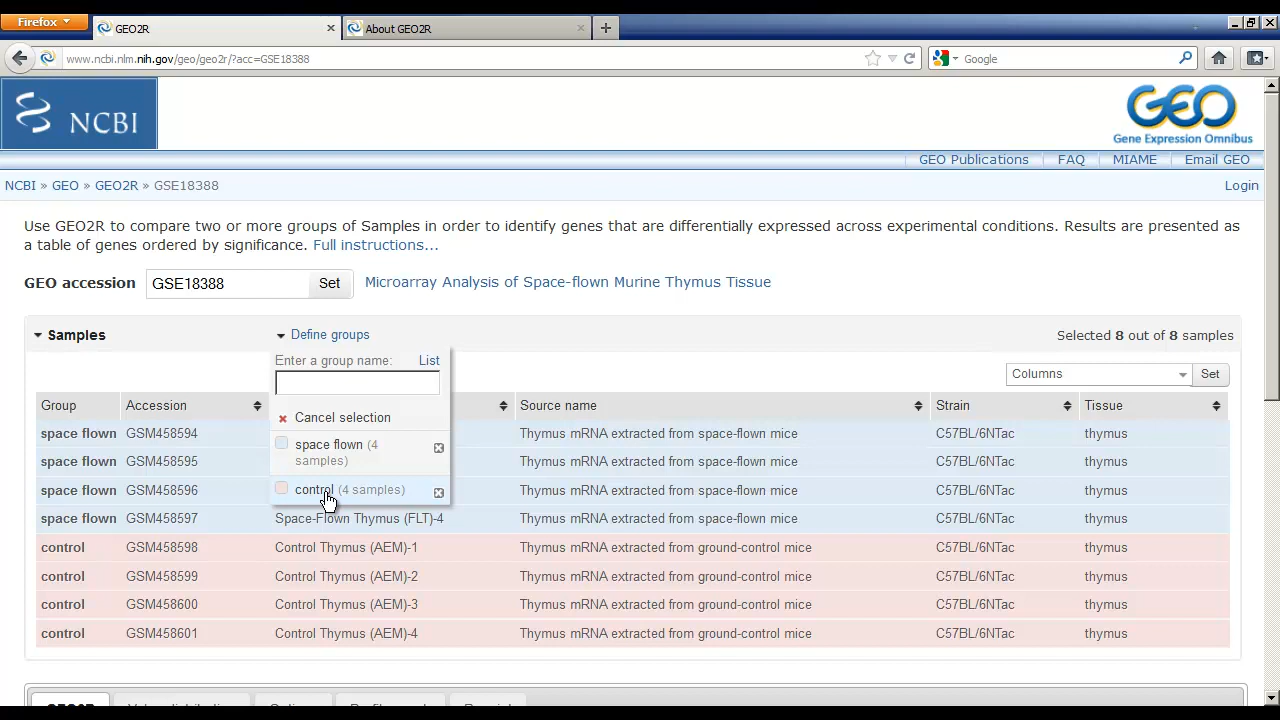 Firefox
GEO2R
About GEO2R
www.ncbi.nlm.nih.gov/geo/geo2r/?acc=GSE18388
Google
NCBI
GEO
Gene Expression Omnibus
GEO Publications FAQ MIAME Email GEO
NCBI » GEO » GEO2R » GSE18388
Login
Use GEO2R to compare two or more groups of Samples in order to identify genes that are differentially expressed across experimental conditions. Results are presented as
a table of genes ordered by significance. Full instructions...
GEO accession GSE18388 Set Microarray Analysis of Space-flown Murine Thymus Tissue
Samples Define groups Selected 8 out of 8 samples
Enter a group name: List
Columns Set
Group Accession Source name Strain Tissue
Cancel selection
space flown GSM458594 Thymus mRNA extracted from space-flown mice C57BL/6NTac thymus
space flown (4
samples)
space flown GSM458595 Thymus mRNA extracted from space-flown mice C57BL/6NTac thymus
space flown GSM458596 control (4 samples) Thymus mRNA extracted from space-flown mice C57BL/6NTac thymus
space flown GSM458597 Space-Flown Thymus (FLT)-4 Thymus mRNA extracted from space-flown mice C57BL/6NTac thymus
control GSM458598 Control Thymus (AEM)-1 Thymus mRNA extracted from ground-control mice C57BL/6NTac thymus
control GSM458599 Control Thymus (AEM)-2 Thymus mRNA extracted from ground-control mice C57BL/6NTac thymus
control GSM458600 Control Thymus (AEM)-3 Thymus mRNA extracted from ground-control mice C57BL/6NTac thymus
control GSM458601 Control Thymus (AEM)-4 Thymus mRNA extracted from ground-control mice C57BL/6NTac thymus
GEO2R